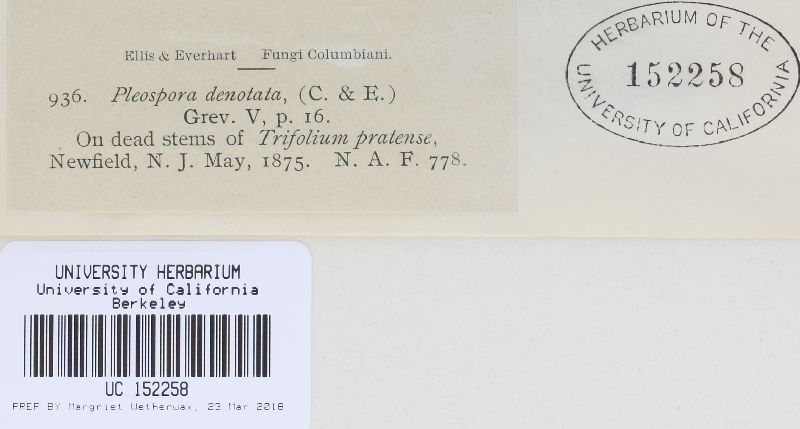 Ellis & Everhart Fungi Columbiani.
936. Pleospora denotata, (C. & E.)
Grev. V, p. 16.
On dead stems of Trifolium pratense,
Newfield, N. J. May, 1875. N. A. F. 778.
HERBARIUM OF THE
152258
UNIVERSITY OF CALIFORNIA
UNIVERSITY HERBARIUM
University of California
Berkeley
UC 152258
PREP BY Margriet Wetherwax, 23 Mar 2018